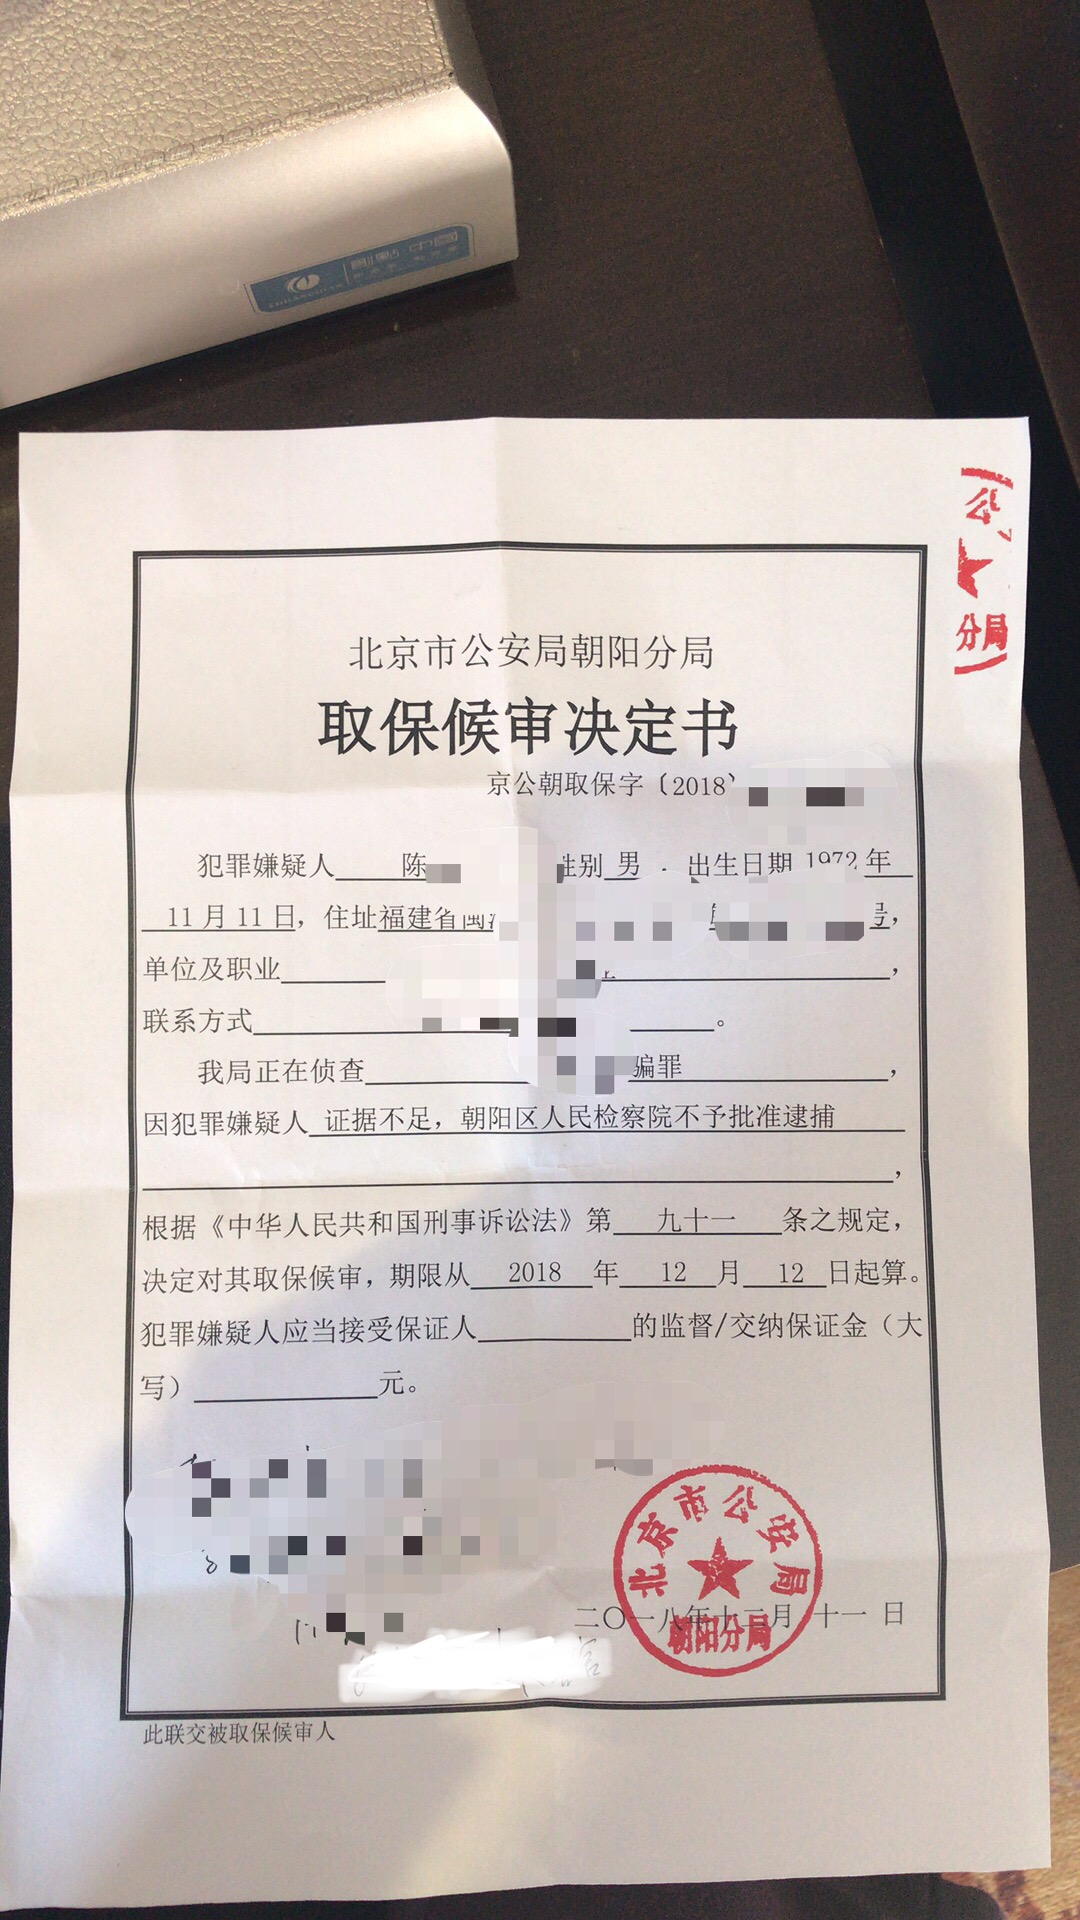 公
分局
北京市公安局朝阳分局
取保候审决定书
京公朝取保字〔2018
犯罪嫌疑人 陈 性别 男 . 出生日期 1972 年
11 月 11 日，住址福建省闽 号，
单位及职业 ，
联系方式 。
我局正在侦查 骗罪 ，
因犯罪嫌疑人 证据不足，朝阳区人民检察院不予批准逮捕
，
根据《中华人民共和国刑事诉讼法》第 九十一 条之规定，
决定对其取保候审，期限从 2018 年 12 月 12 日起算。
犯罪嫌疑人应当接受保证人 的监督/交纳保证金（大
写） 元。
北京市公安局
二〇一八年十二月 十一 日
朝阳分局
此联交被取保候审人